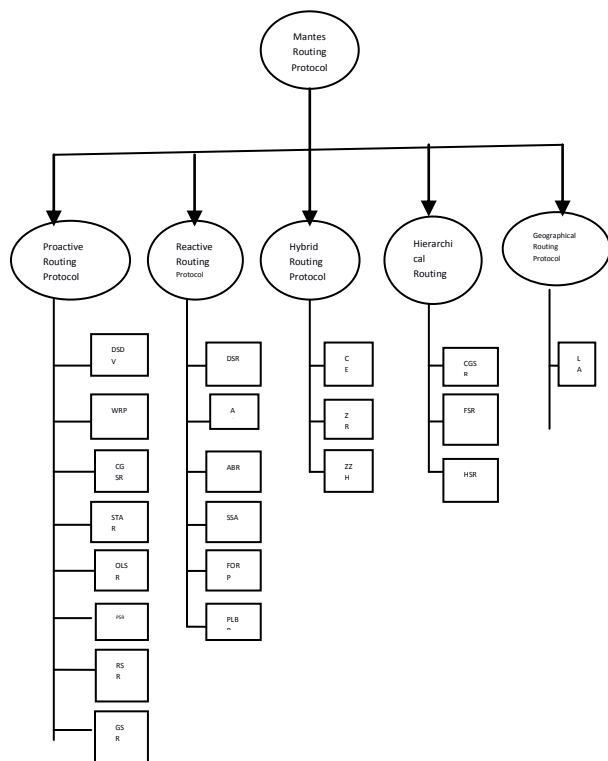 Mantes
Routing
Protocol
Proactive
Routing
Protocol
Reactive
Routing
Protocol
Hybrid
Routing
Protocol
Hierarchi
cal
Routing
Geographical
Routing
Protocol
DSD
V
WRP
CG
SR
STA
R
OLS
R
RS
R
GS
R
DSR
A
ABR
SSA
FOR
P
PLB
C
E
Z
R
ZZ
H
CGS
R
FSR
HSR
L
A